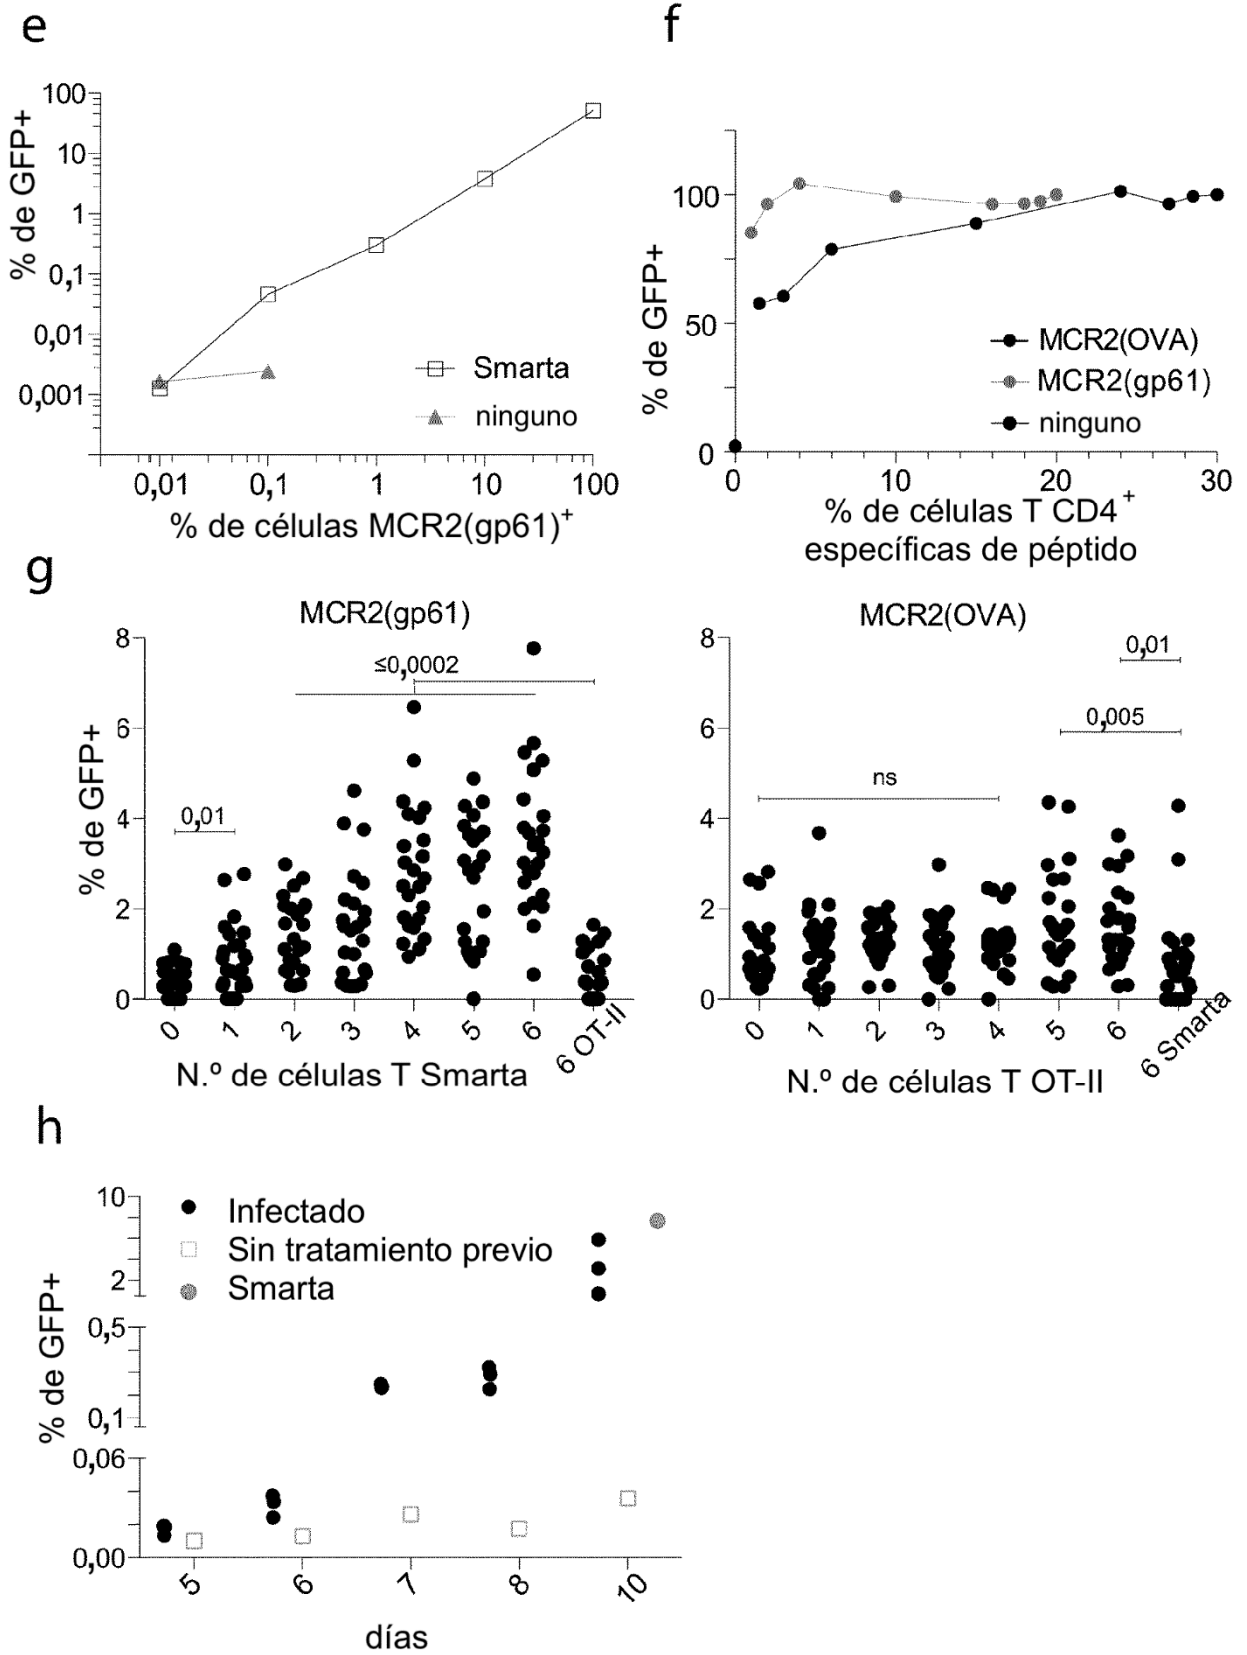 e
% de GFP+
100
10
1
0,1
0,01
0,001
Smarta
ninguno
0,01 0,1 1 10 100
% de células MCR2(gp61)+
f
% de GFP+
100
50
0
MCR2(OVA)
MCR2(gp61)
ninguno
0 10 20 30
% de células T CD4+
específicas de péptido
g
MCR2(gp61)
% de GFP+
8
6
4
2
0
≤0,0002
0,01
0 1 2 3 4 5 6 6 OT-II
N.º de células T Smarta
MCR2(OVA)
8
6
4
2
0
0,01
0,005
ns
0 1 2 3 4 5 6 6 Smarta
N.º de células T OT-II
h
% de GFP+
10
2
0,5
0,1
0,06
0,00
Infectado
Sin tratamiento previo
Smarta
5 6 7 8 10
días